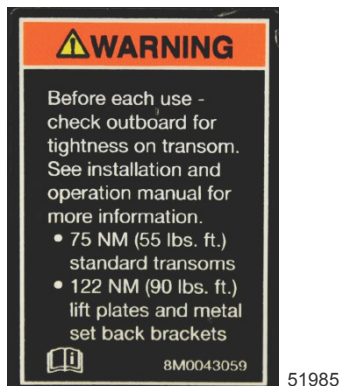 WARNING
Before each use -
check outboard for
tightness on transom.
See installation and
operation manual for
more information.
• 75 NM (55 lbs. ft.)
standard transoms
• 122 NM (90 lbs. ft.)
lift plates and metal
set back brackets
8M0043059
51985